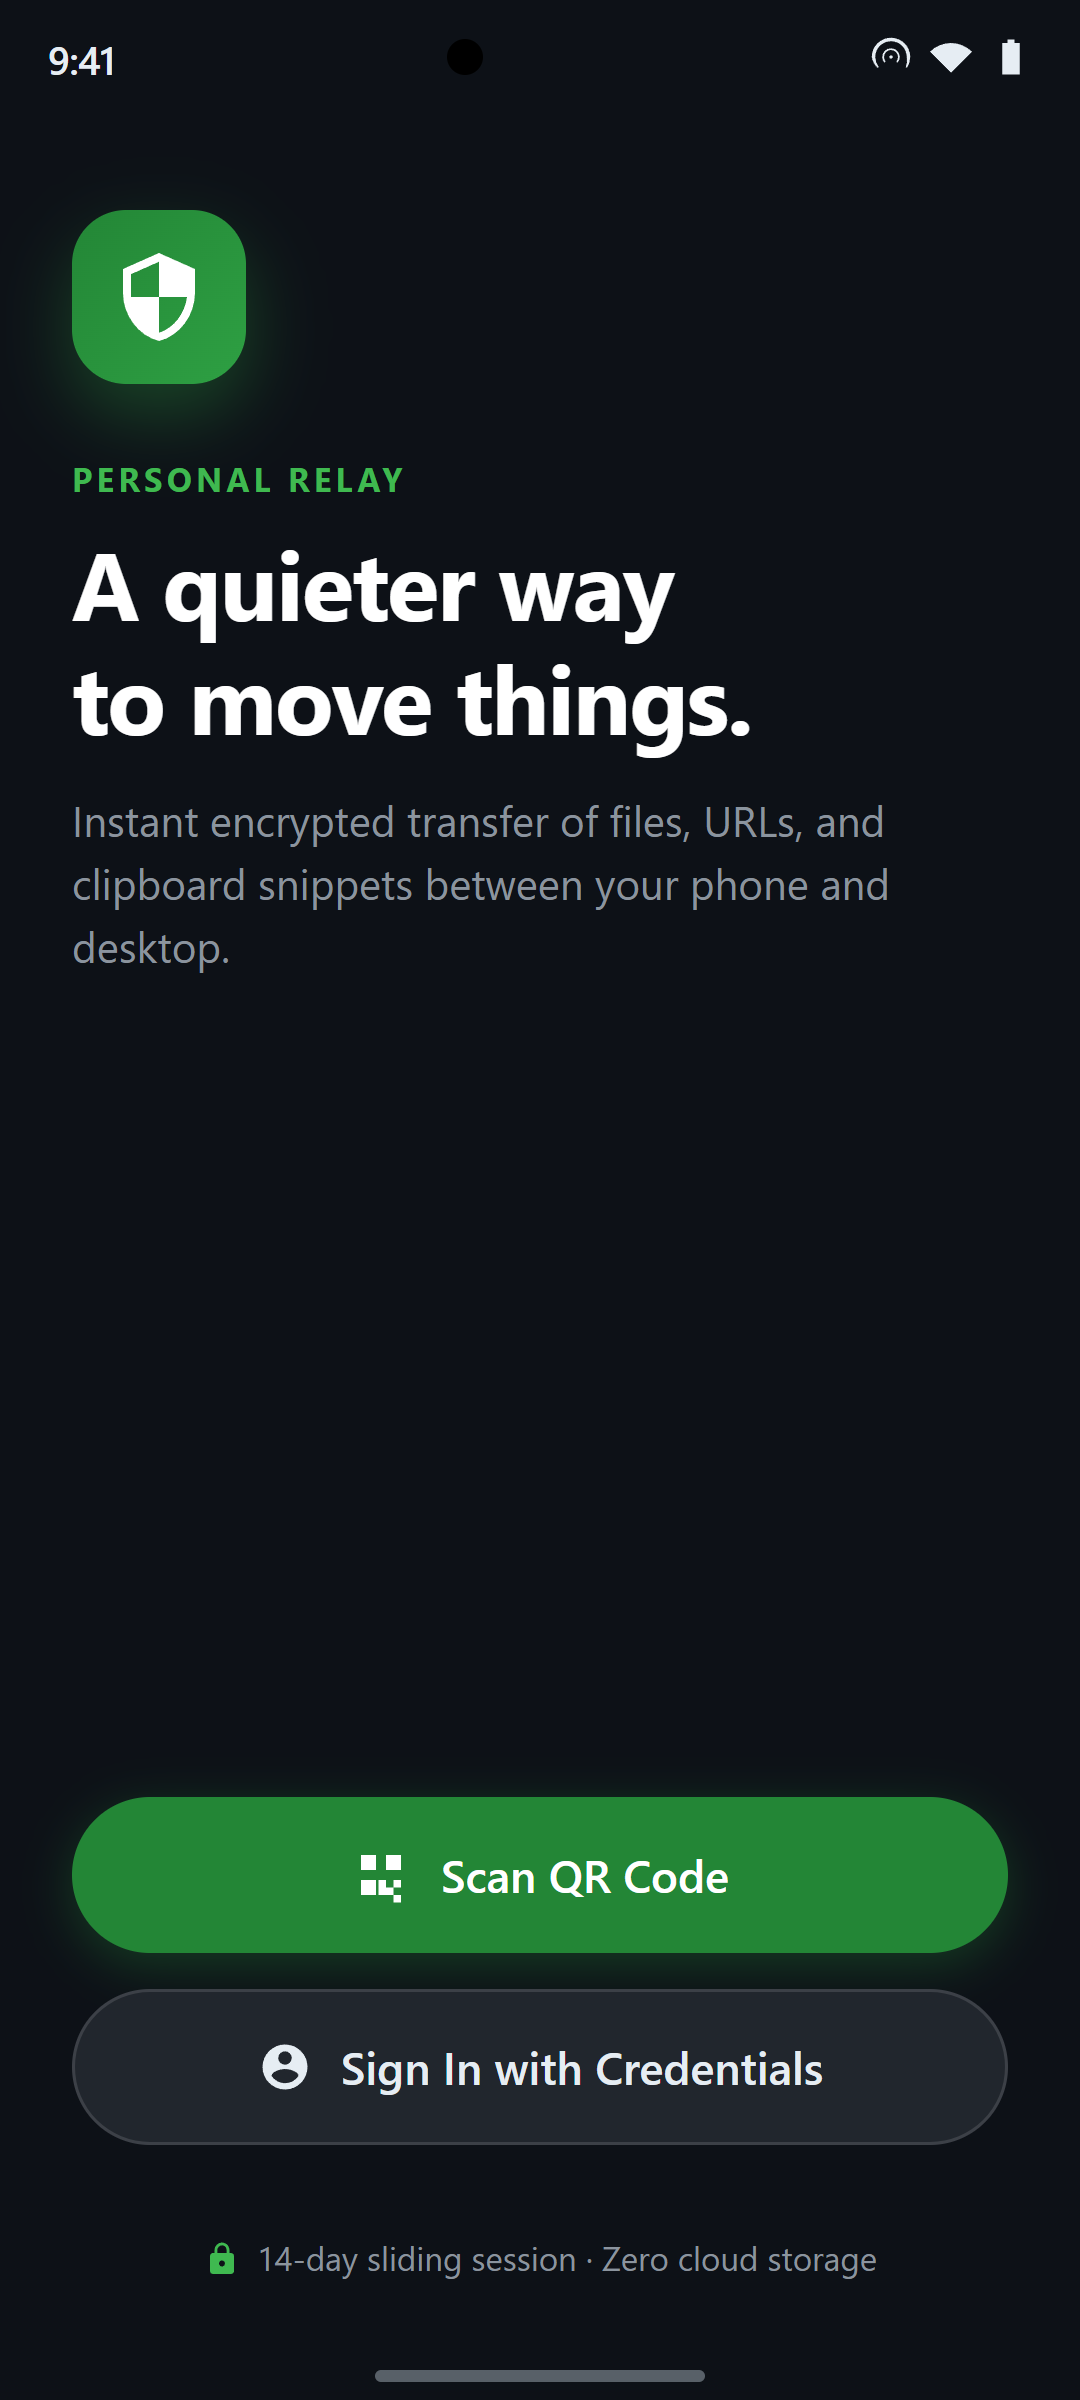 9:41
PERSONAL RELAY
A quieter way
to move things.
Instant encrypted transfer of files, URLs, and
clipboard snippets between your phone and
desktop.
Scan QR Code
Sign In with Credentials
14-day sliding session · Zero cloud storage